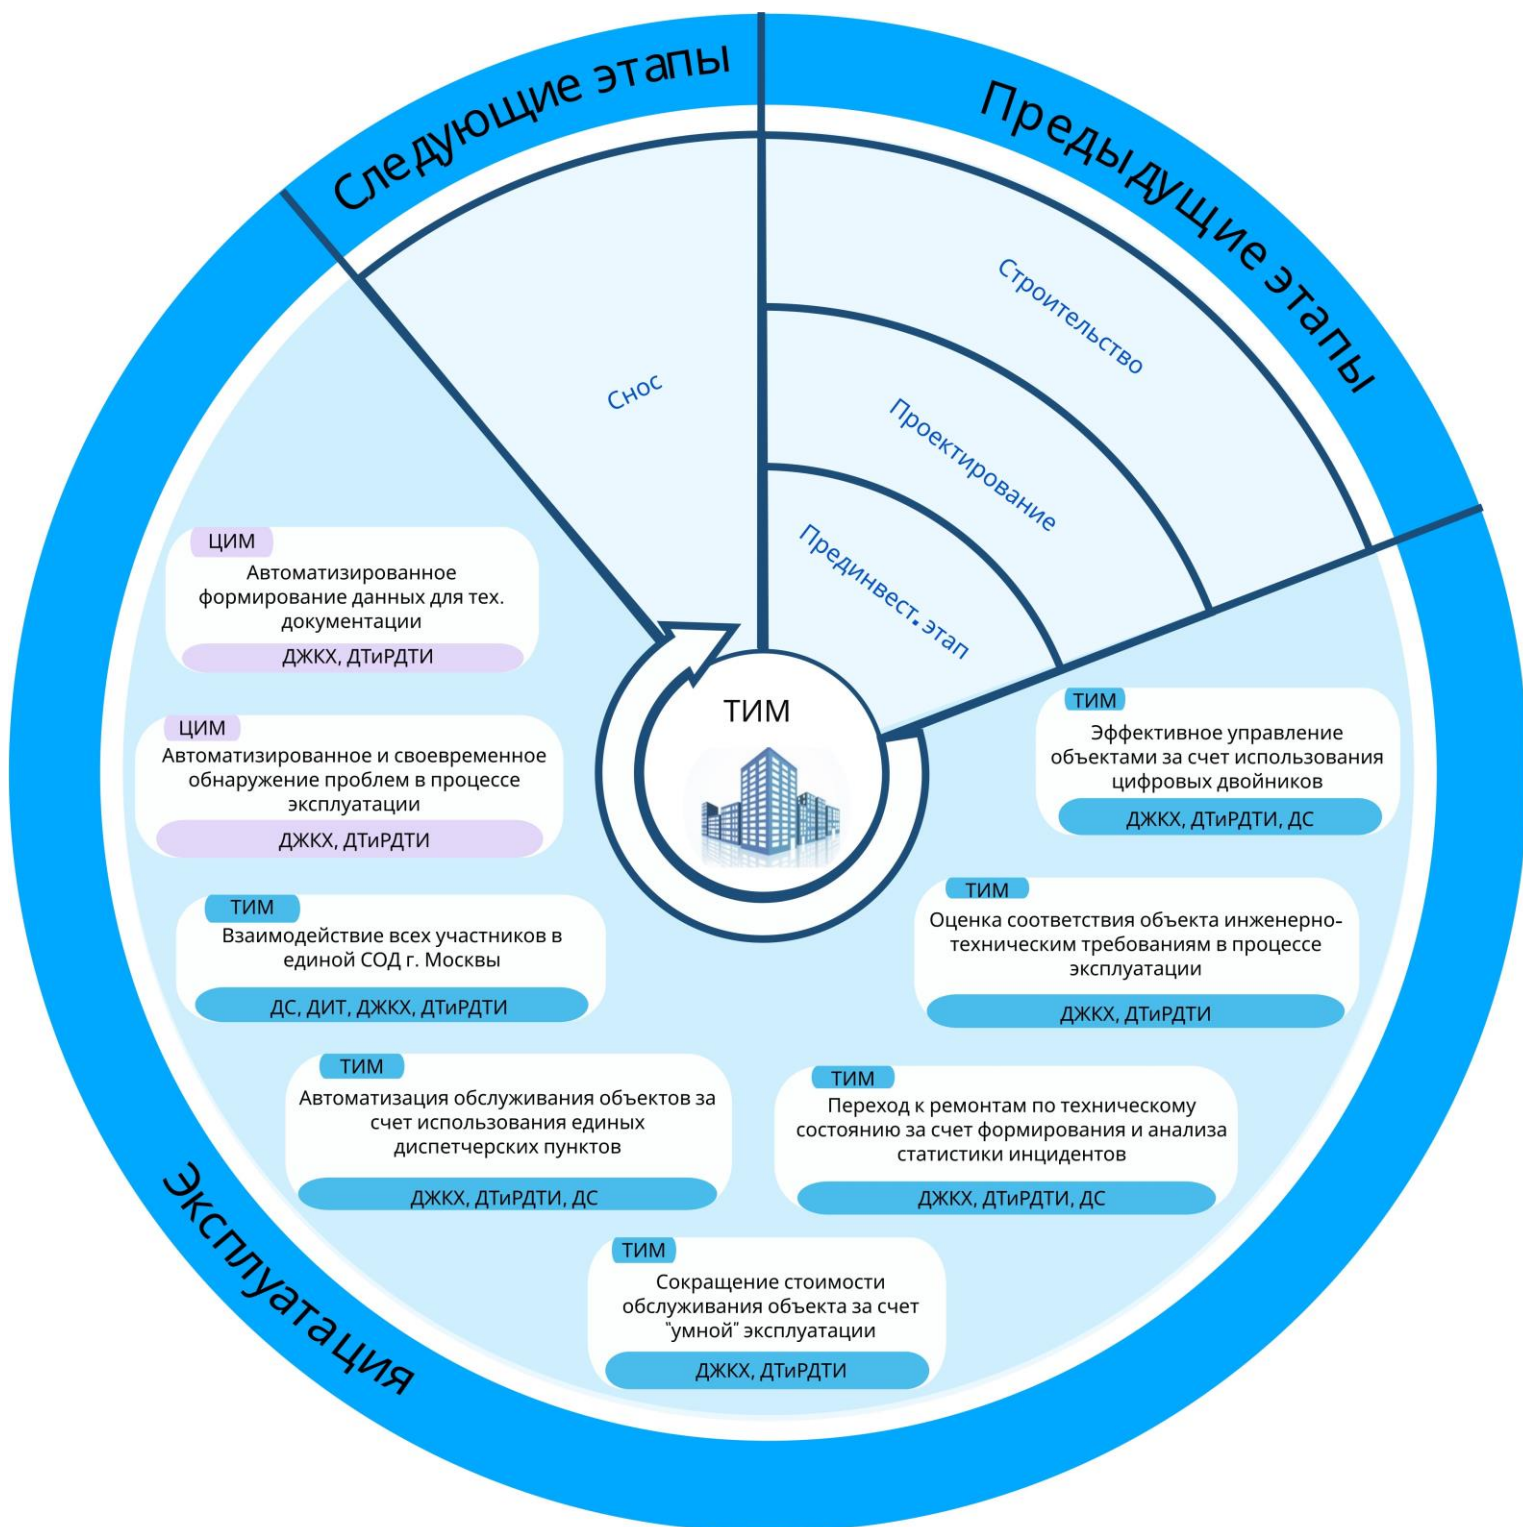 Следующие этапы
Предыдущие этапы
Строительство
Проектирование
Прединвест. этап
Снос
ТИМ
ТИМ
Эффективное управление
объектами за счет использования
цифровых двойников
ДЖКХ, ДТиРДТИ, ДС
ТИМ
Оценка соответствия объекта инженерно-
техническим требованиям в процессе
эксплуатации
ДЖКХ, ДТиРДТИ
ТИМ
Переход к ремонтам по техническому
состоянию за счет формирования и анализа
статистики инцидентов
ДЖКХ, ДТиРДТИ, ДС
ТИМ
Сокращение стоимости
обслуживания объекта за счет
"умной" эксплуатации
ДЖКХ, ДТиРДТИ
ТИМ
Автоматизация обслуживания объектов за
счет использования единых
диспетчерских пунктов
ДЖКХ, ДТиРДТИ, ДС
ТИМ
Взаимодействие всех участников в
единой СОД г. Москвы
ДС, ДИТ, ДЖКХ, ДТиРДТИ
ЦИМ
Автоматизированное и своевременное
обнаружение проблем в процессе
эксплуатации
ДЖКХ, ДТиРДТИ
ЦИМ
Автоматизированное
формирование данных для тех.
документации
ДЖКХ, ДТиРДТИ
Эксплуатация